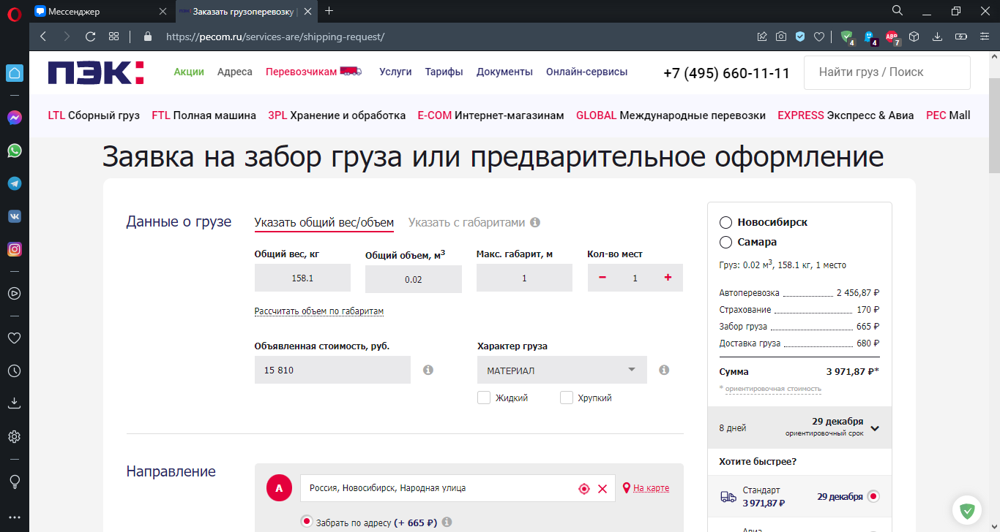 Мессенджер
Заказать грузоперевозку |
https://pecom.ru/services-are/shipping-request/
4
4
ABP
7
ПЭК:
Акции Адреса Перевозчикам Услуги Тарифы Документы Онлайн-сервисы
+7 (495) 660-11-11
Найти груз / Поиск
LTL Сборный груз FTL Полная машина 3PL Хранение и обработка E-COM Интернет-магазинам GLOBAL Международные перевозки EXPRESS Экспресс & Авиа PEC Mall
Заявка на забор груза или предварительное оформление
Данные о грузе
Указать общий вес/объем Указать с габаритами
Общий вес, кг Общий объем, м3 Макс. габарит, м Кол-во мест
158.1 0.02 1 − 1 +
Рассчитать объем по габаритам
Объявленная стоимость, руб. Характер груза
15 810 МАТЕРИАЛ
Жидкий Хрупкий
Направление
А
Россия, Новосибирск, Народная улица
На карте
Забрать по адресу (+ 665 ₽)
Новосибирск
Самара
Груз: 0.02 м3, 158.1 кг, 1 место
Автоперевозка 2 456,87 ₽
Страхование 170 ₽
Забор груза 665 ₽
Доставка груза 680 ₽
Сумма 3 971,87 ₽*
* ориентировочная стоимость
8 дней 29 декабря
ориентировочный срок
Хотите быстрее?
Стандарт
3 971,87 ₽ 29 декабря
Авиа